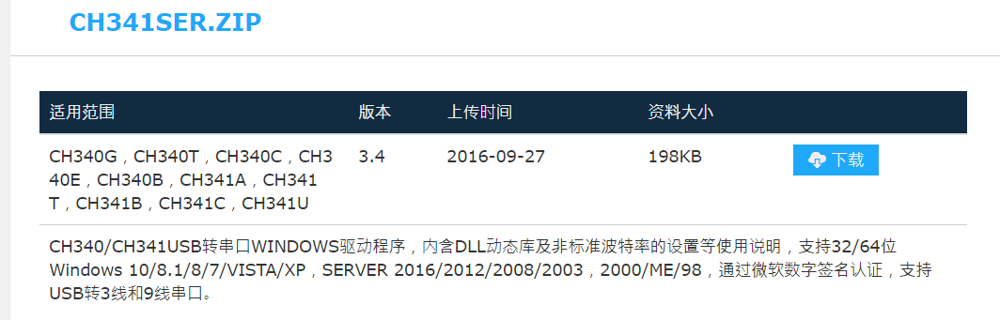 CH341SER.ZIP
适用范围 版本 上传时间 资料大小
CH340G，CH340T，CH340C，CH3 3.4 2016-09-27 198KB 下载
40E，CH340B，CH341A，CH341
T，CH341B，CH341C，CH341U
CH340/CH341USB转串口WINDOWS驱动程序，内含DLL动态库及非标准波特率的设置等使用说明，支持32/64位
Windows 10/8.1/8/7/VISTA/XP，SERVER 2016/2012/2008/2003，2000/ME/98，通过微软数字签名认证，支持
USB转3线和9线串口。